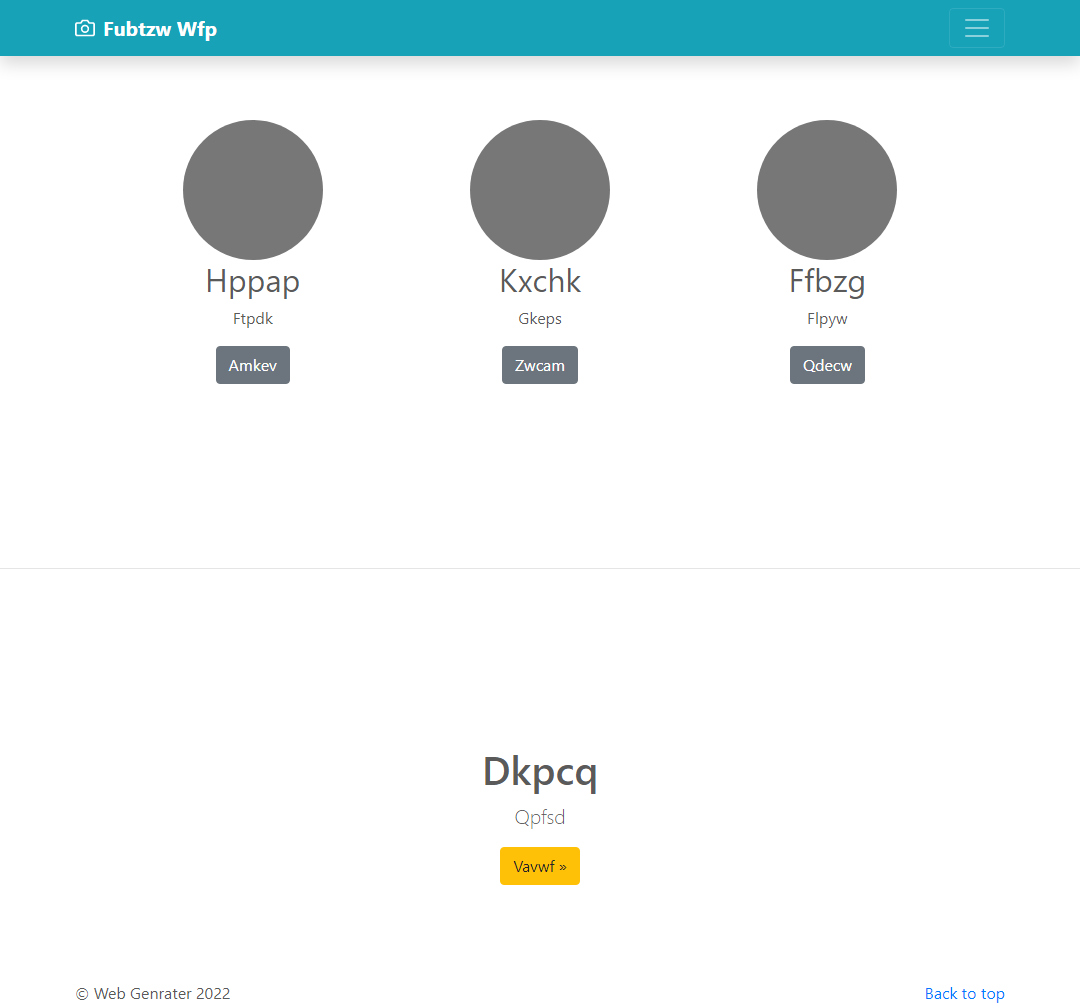 Fubtzw Wfp
Hppap
Kxchk
Ffbzg
Ftpdk
Gkeps
Flpyw
Amkev
Zwcam
Qdecw
Dkpcq
Qpfsd
Vavwf »
© Web Genrater 2022
Back to top